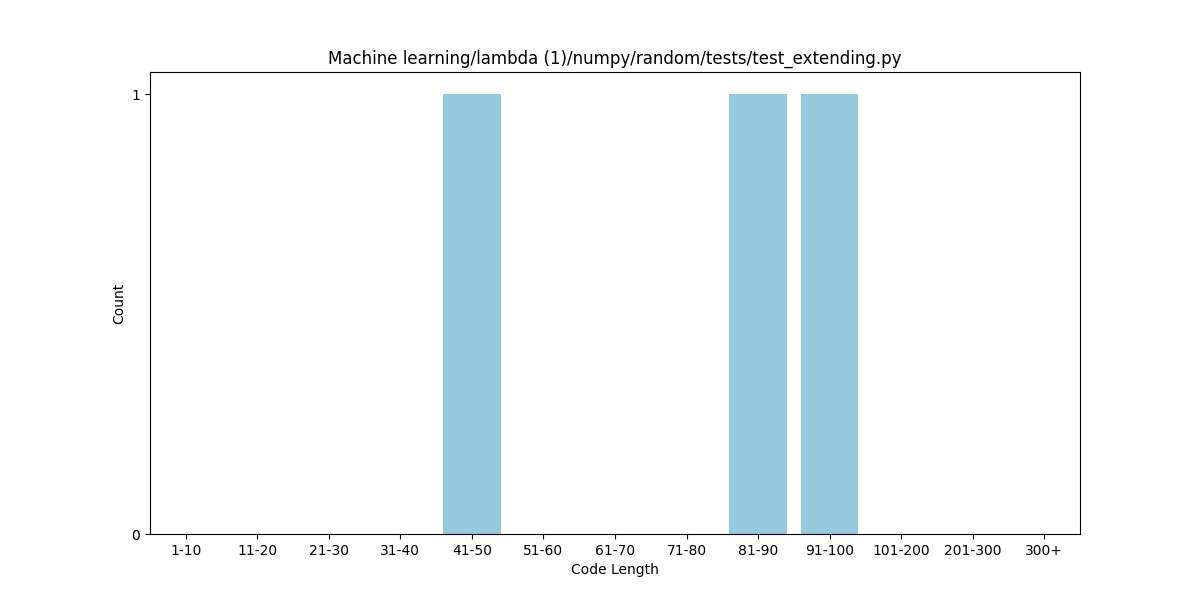 Machine learning/lambda (1)/numpy/random/tests/test_extending.py
1
Count
0
1-10 11-20 21-30 31-40 41-50 51-60 61-70 71-80 81-90 91-100 101-200 201-300 300+
Code Length